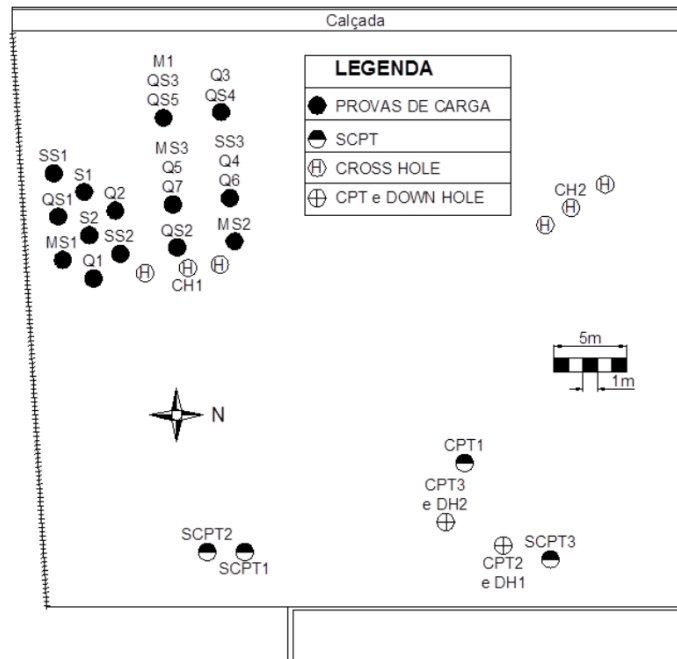 Calçada
M1
QS3
QS5
Q3
QS4
LEGENDA
PROVAS DE CARGA
SCPT
H CROSS HOLE
CPT e DOWN HOLE
MS3
Q5
Q7
SS3
Q4
Q6
SS1
S1
QS1
Q2
S2
MS1
SS2
Q1
QS2
MS2
H
H
H
CH1
CH2
H
H
H
5m
1m
N
CPT1
CPT3
e DH2
SCPT2
SCPT1
CPT2
e DH1
SCPT3